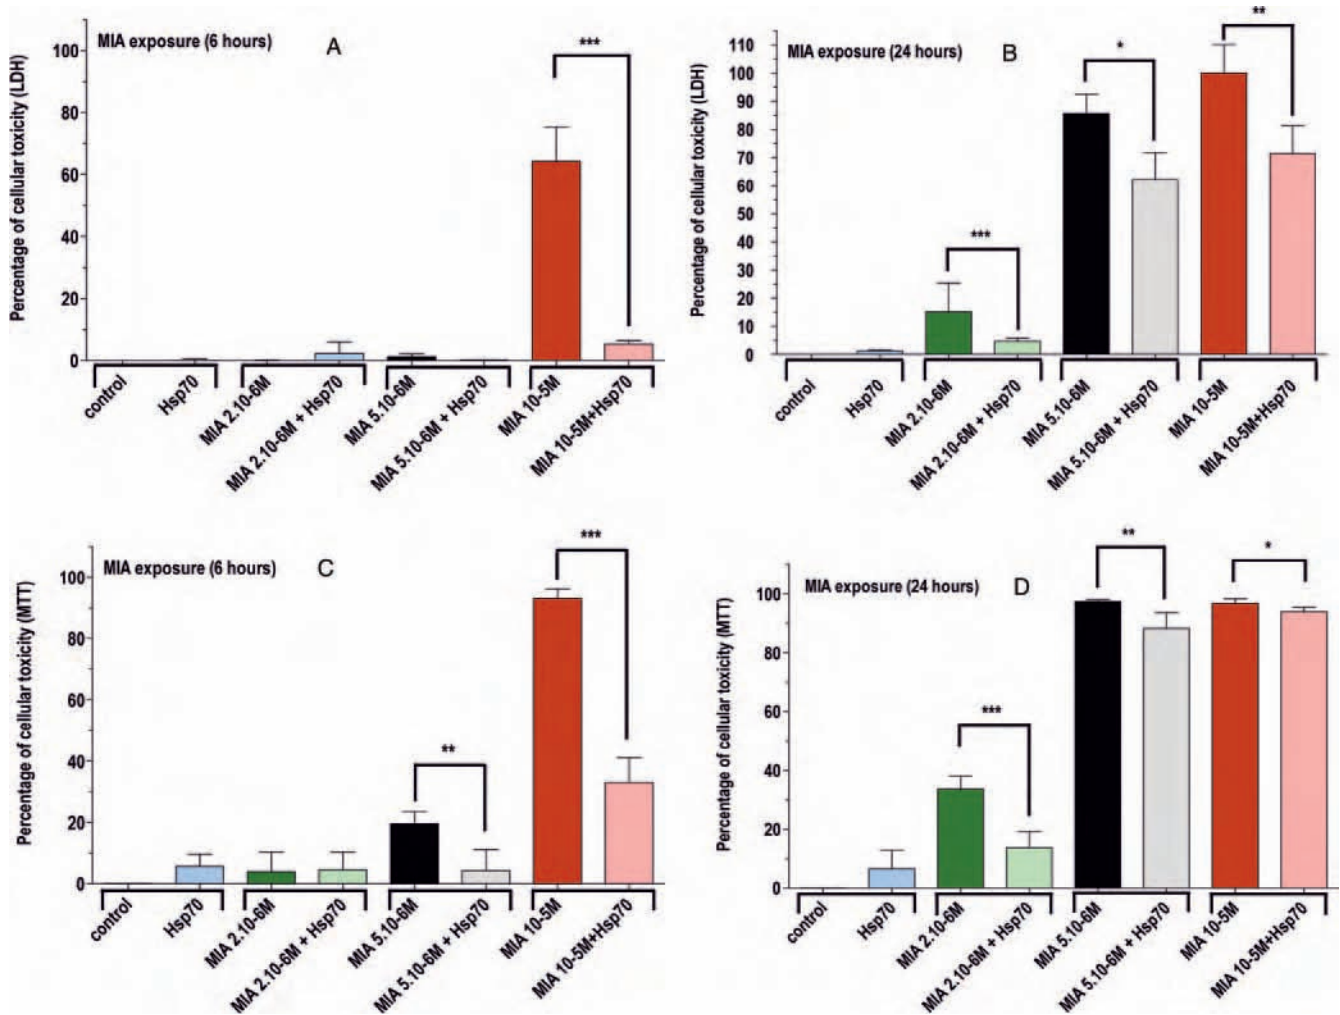 MIA exposure (6 hours)
A
***
Percentage of cellular toxicity (LDH)
100
80
60
40
20
0
control
Hsp70
MIA 2.10-6M
MIA 2.10-6M + Hsp70
MIA 5.10-6M
MIA 5.10-6M + Hsp70
MIA 10-5M
MIA 10-5M+Hsp70
MIA exposure (24 hours)
B
***
*
**
Percentage of cellular toxicity (LDH)
110
100
90
80
70
60
50
40
30
20
10
0
control
Hsp70
MIA 2.10-6M
MIA 2.10-6M + Hsp70
MIA 5.10-6M
MIA 5.10-6M + Hsp70
MIA 10-5M
MIA 10-5M+Hsp70
MIA exposure (6 hours)
C
**
***
Percentage of cellular toxicity (MTT)
100
80
60
40
20
0
control
Hsp70
MIA 2.10-6M
MIA 2.10-6M + Hsp70
MIA 5.10-6M
MIA 5.10-6M + Hsp70
MIA 10-5M
MIA 10-5M+Hsp70
MIA exposure (24 hours)
D
***
**
*
Percentage of cellular toxicity (MTT)
100
80
60
40
20
0
control
Hsp70
MIA 2.10-6M
MIA 2.10-6M + Hsp70
MIA 5.10-6M
MIA 5.10-6M + Hsp70
MIA 10-5M
MIA 10-5M+Hsp70